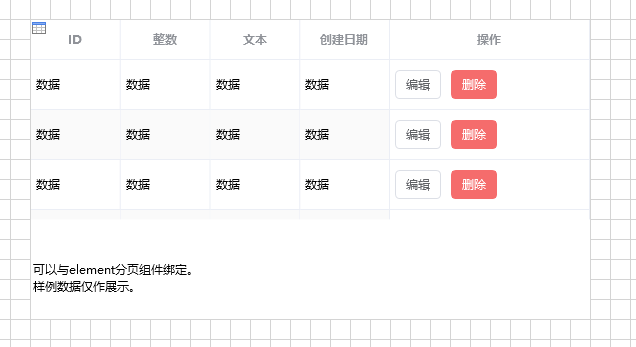 ID 整数 文本 创建日期 操作
数据 数据 数据 数据 编辑 删除
数据 数据 数据 数据 编辑 删除
数据 数据 数据 数据 编辑 删除
可以与element分页组件绑定。
样例数据仅作展示。